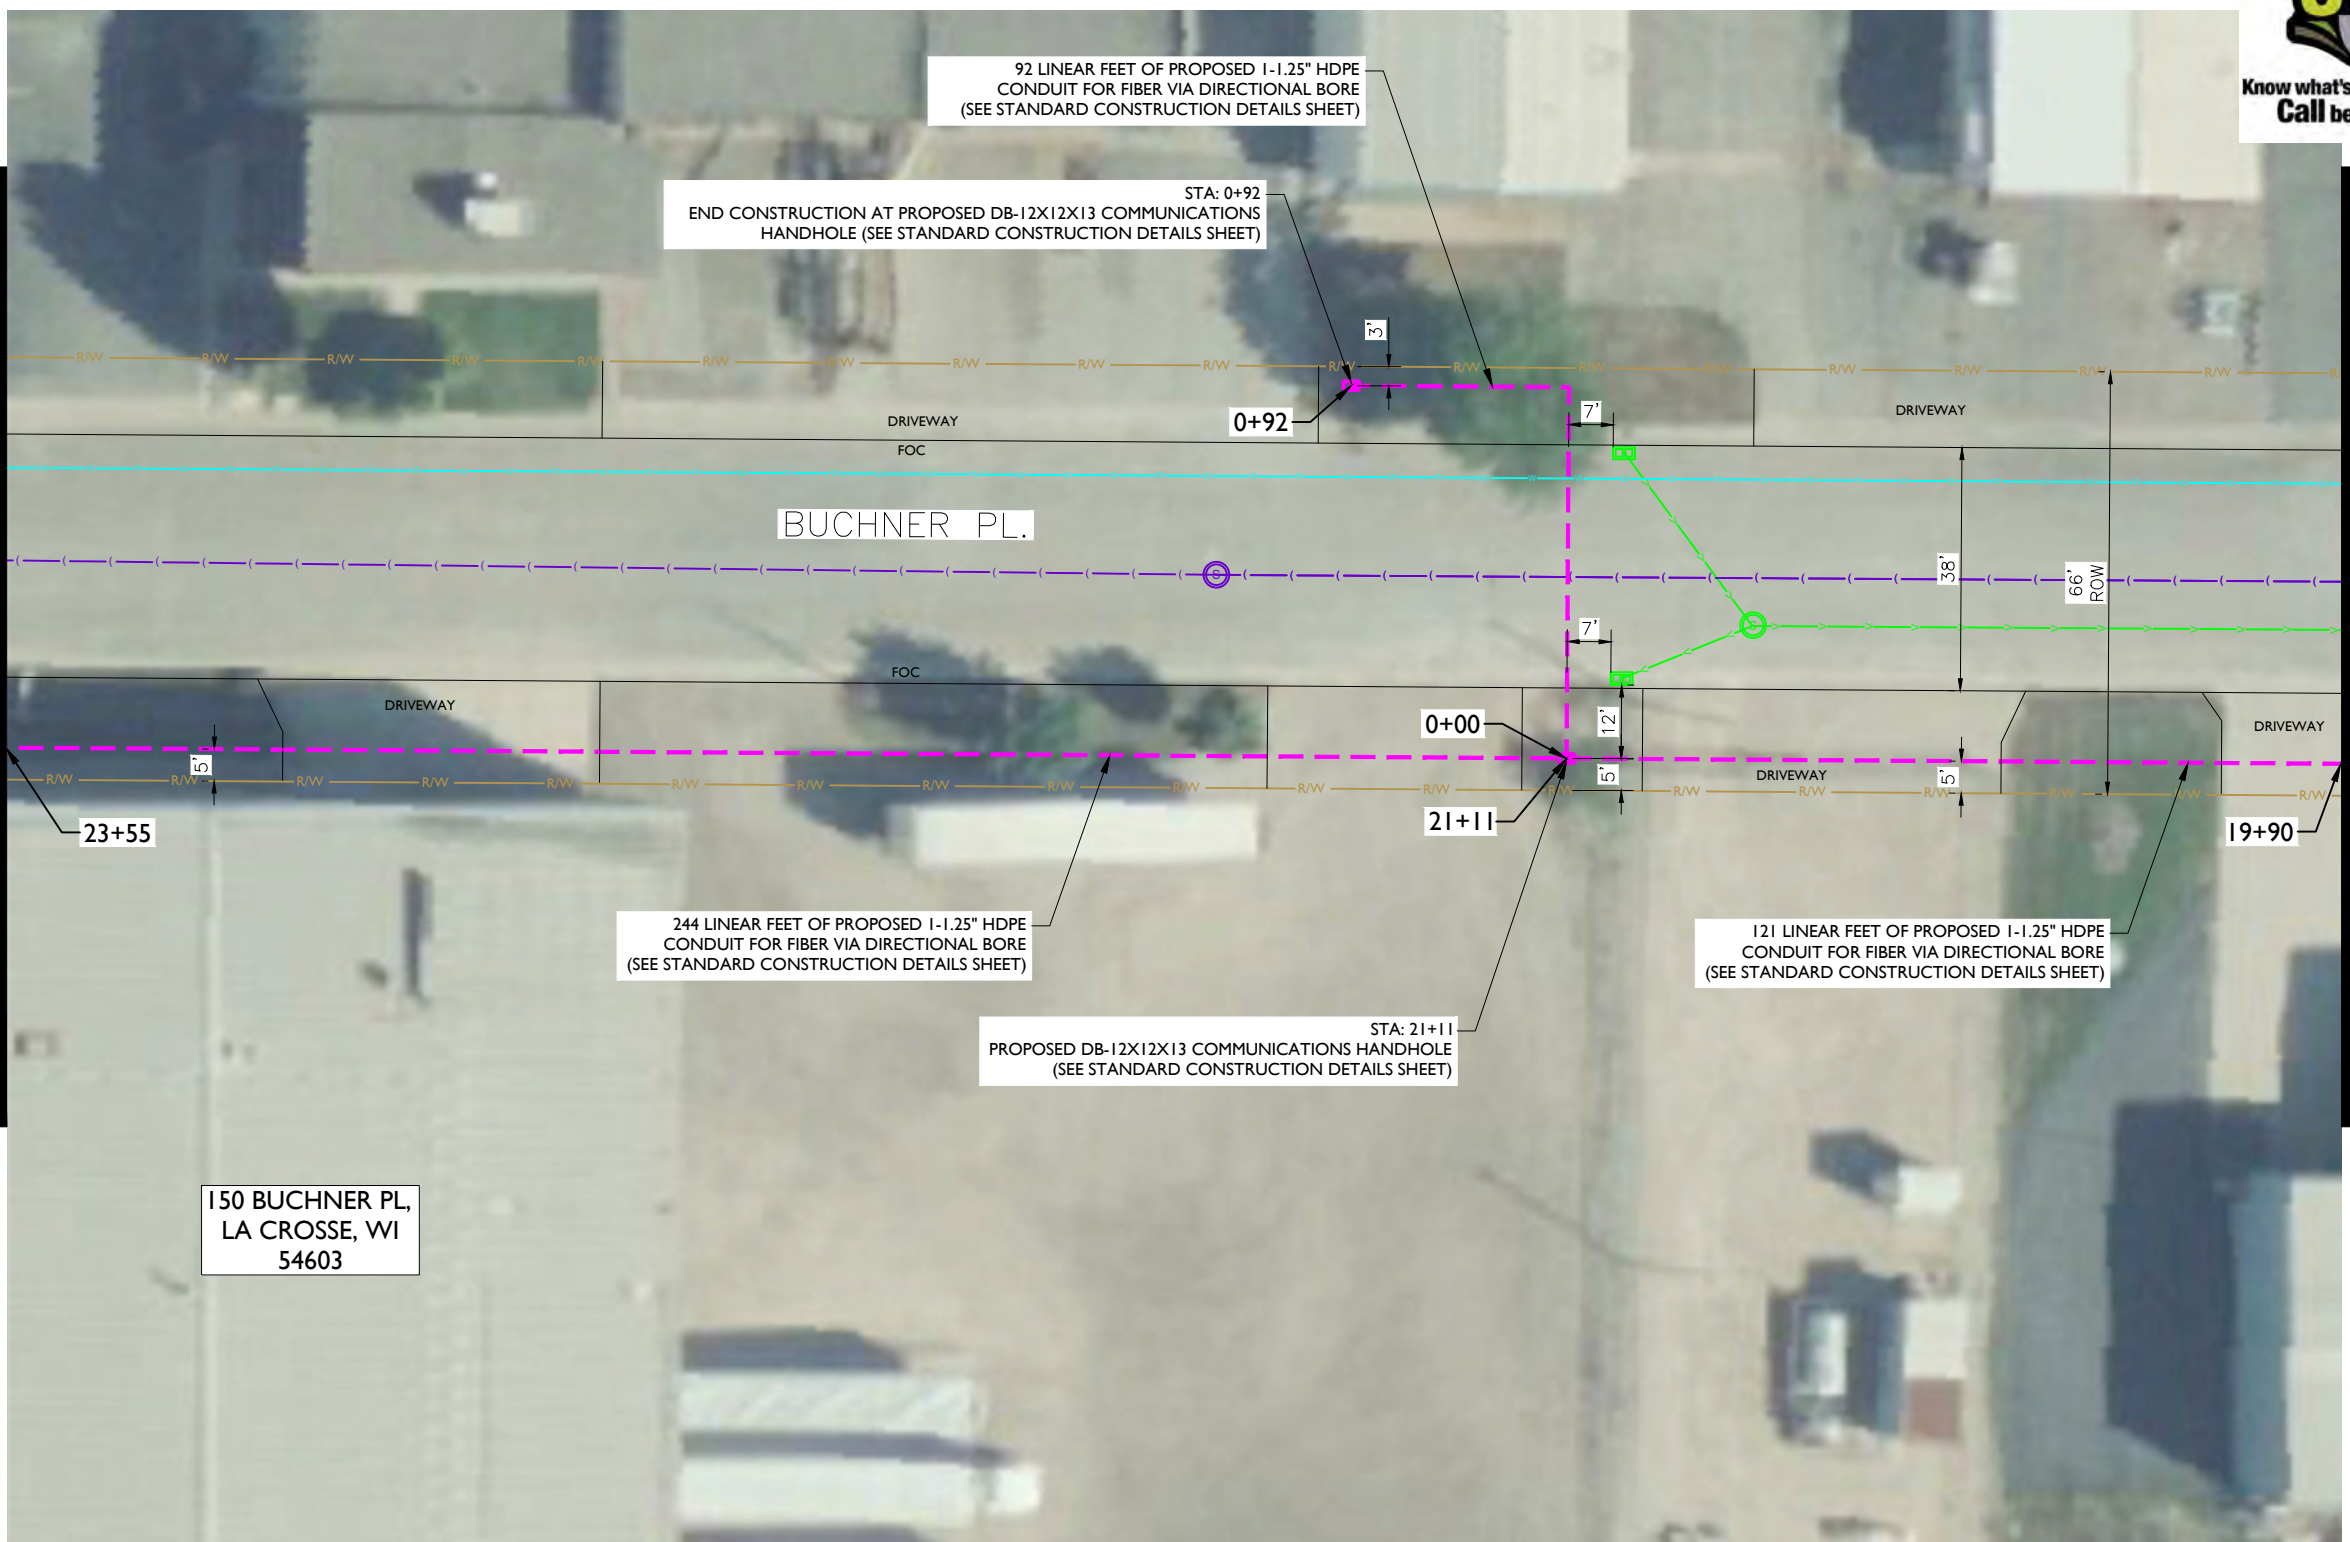 Know what's
Call be
92 LINEAR FEET OF PROPOSED 1-1.25" HDPE
CONDUIT FOR FIBER VIA DIRECTIONAL BORE
(SEE STANDARD CONSTRUCTION DETAILS SHEET)
STA: 0+92
END CONSTRUCTION AT PROPOSED DB-12X12X13 COMMUNICATIONS
HANDHOLE (SEE STANDARD CONSTRUCTION DETAILS SHEET)
3'
R/W R/W R/W R/W R/W R/W R/W R/W R/W R/W R/W R/W R/W R/W R/W R/W R/W R/W
0+92
7'
DRIVEWAY
DRIVEWAY
FOC
BUCHNER PL.
S
38'
66'
ROW
7'
FOC
DRIVEWAY
0+00
12'
DRIVEWAY
5'
5'
DRIVEWAY
5'
R/W R/W R/W R/W R/W R/W R/W R/W R/W R/W R/W R/W R/W R/W R/W R/W R/W R/W R/W
23+55
21+11
19+90
244 LINEAR FEET OF PROPOSED 1-1.25" HDPE
CONDUIT FOR FIBER VIA DIRECTIONAL BORE
(SEE STANDARD CONSTRUCTION DETAILS SHEET)
121 LINEAR FEET OF PROPOSED 1-1.25" HDPE
CONDUIT FOR FIBER VIA DIRECTIONAL BORE
(SEE STANDARD CONSTRUCTION DETAILS SHEET)
STA: 21+11
PROPOSED DB-12X12X13 COMMUNICATIONS HANDHOLE
(SEE STANDARD CONSTRUCTION DETAILS SHEET)
150 BUCHNER PL,
LA CROSSE, WI
54603